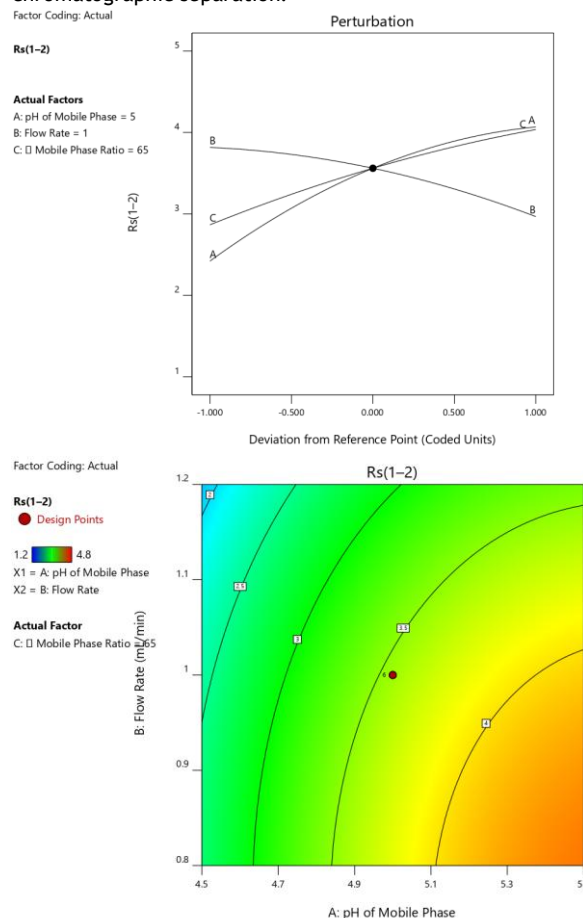 chromatographic separation.
Factor Coding: Actual
Perturbation
Rs(1–2)
Actual Factors
A: pH of Mobile Phase = 5
B: Flow Rate = 1
C: Mobile Phase Ratio = 65
Rs(1–2)
5
4
3
2
1
B
C
A
C A
B
-1.000 -0.500 0.000 0.500 1.000
Deviation from Reference Point (Coded Units)
Factor Coding: Actual
Rs(1–2)
Rs(1–2)
Design Points
1.2 4.8
X1 = A: pH of Mobile Phase
X2 = B: Flow Rate
Actual Factor
C: Mobile Phase Ratio = 65
B: Flow Rate (mL/min)
1.2
1.1
1
0.9
0.8
2
2.5
3
3.5
4
6
4.5 4.7 4.9 5.1 5.3 5
A: pH of Mobile Phase